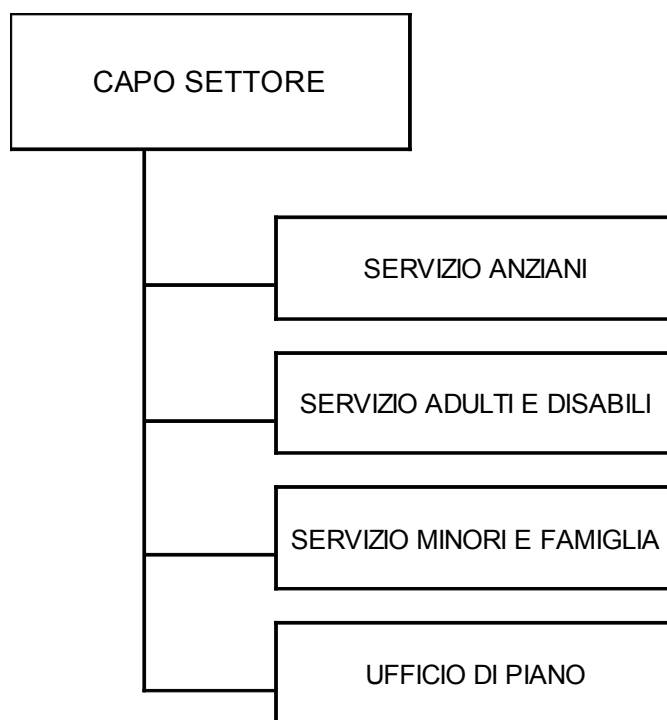 CAPO SETTORE
SERVIZIO ANZIANI
SERVIZIO ADULTI E DISABILI
SERVIZIO MINORI E FAMIGLIA
UFFICIO DI PIANO